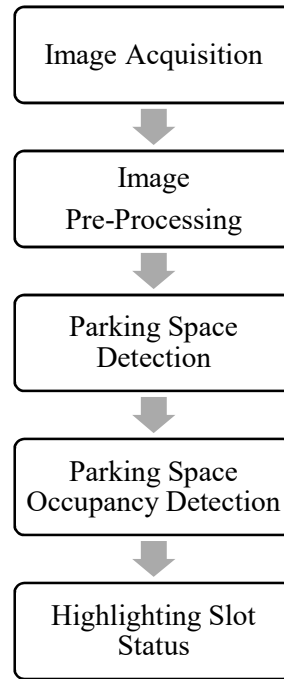 Image Acquisition
Image
Pre-Processing
Parking Space
Detection
Parking Space
Occupancy Detection
Highlighting Slot
Status